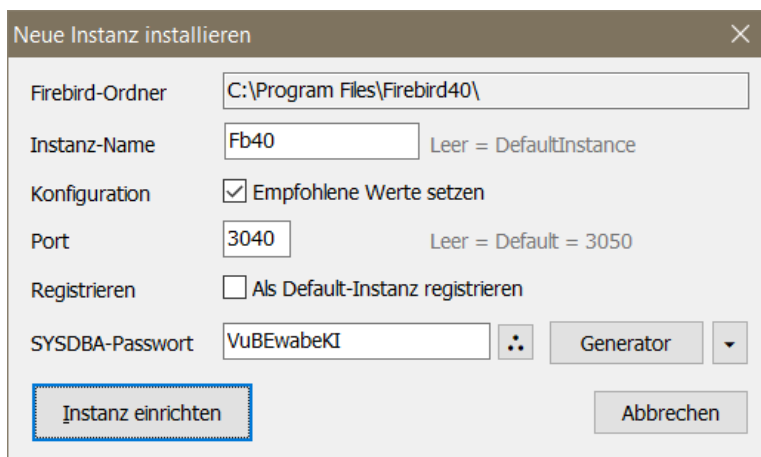 Neue Instanz installieren
Firebird-Ordner C:\Program Files\Firebird40\
Instanz-Name Fb40 Leer = DefaultInstance
Konfiguration Empfohlene Werte setzen
Port 3040 Leer = Default = 3050
Registrieren Als Default-Instanz registrieren
SYSDBA-Passwort VuBEwabeKI Generator
Instanz einrichten Abbrechen